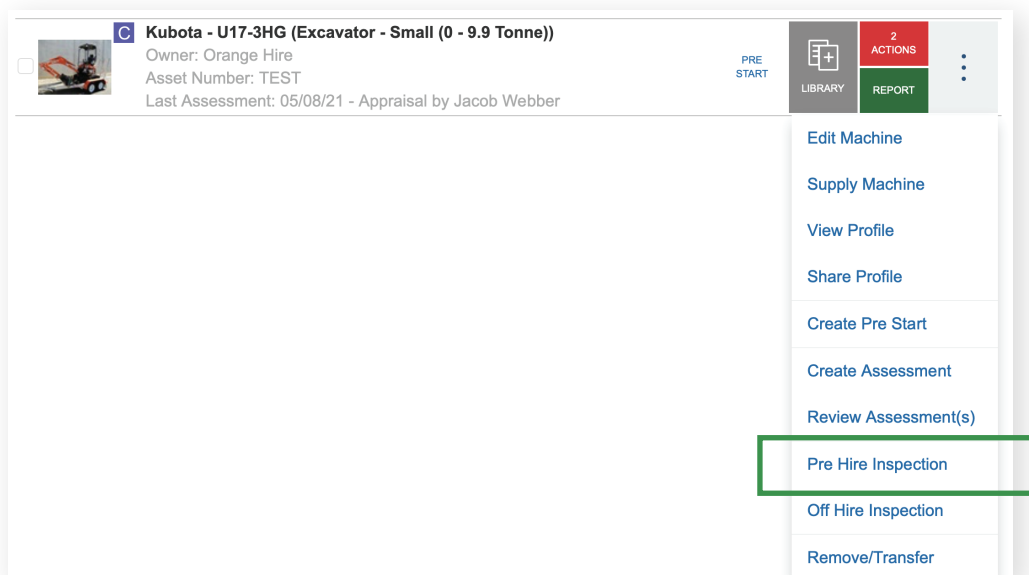 C
Kubota - U17-3HG (Excavator - Small (0 - 9.9 Tonne))
Owner: Orange Hire
Asset Number: TEST
Last Assessment: 05/08/21 - Appraisal by Jacob Webber
PRE
START
LIBRARY
2
ACTIONS
REPORT
Edit Machine
Supply Machine
View Profile
Share Profile
Create Pre Start
Create Assessment
Review Assessment(s)
Pre Hire Inspection
Off Hire Inspection
Remove/Transfer